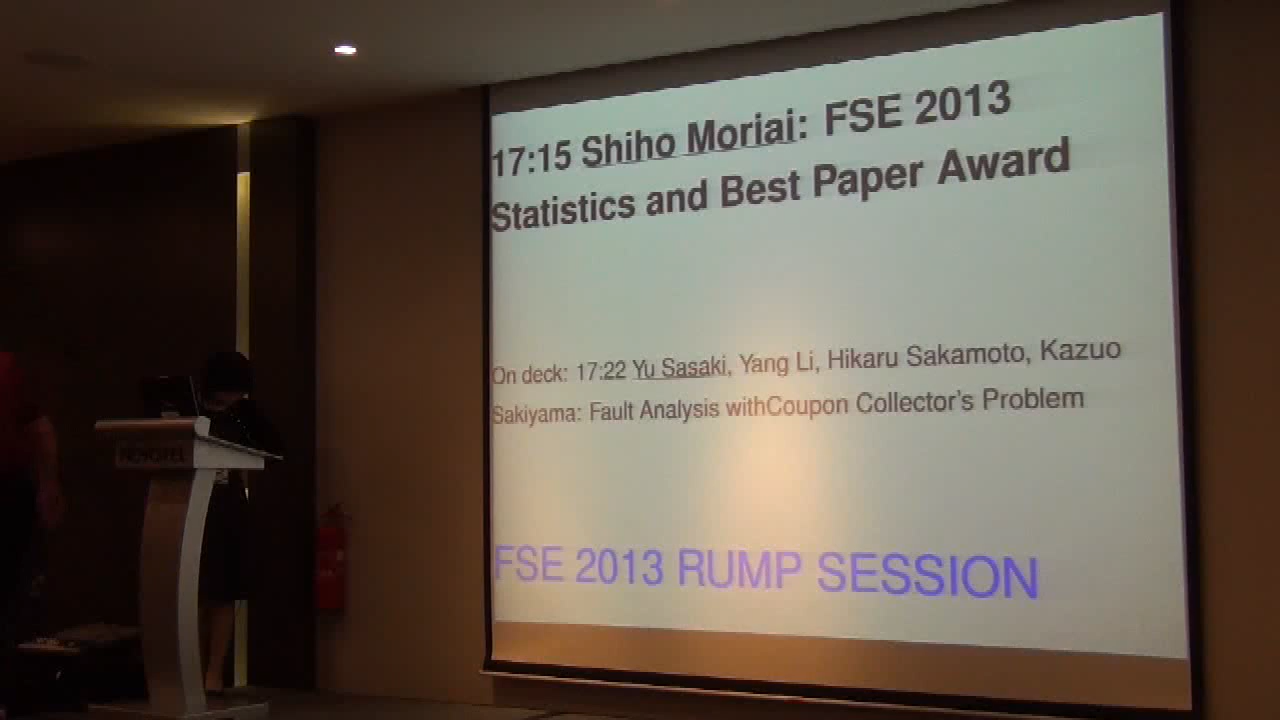 17:15 Shiho Moriai: FSE 2013
Statistics and Best Paper Award
On deck: 17:22 Yu Sasaki, Yang Li, Hikaru Sakamoto, Kazuo
Sakiyama: Fault Analysis withCoupon Collector's Problem
FSE 2013 RUMP SESSION
NOVOTEL